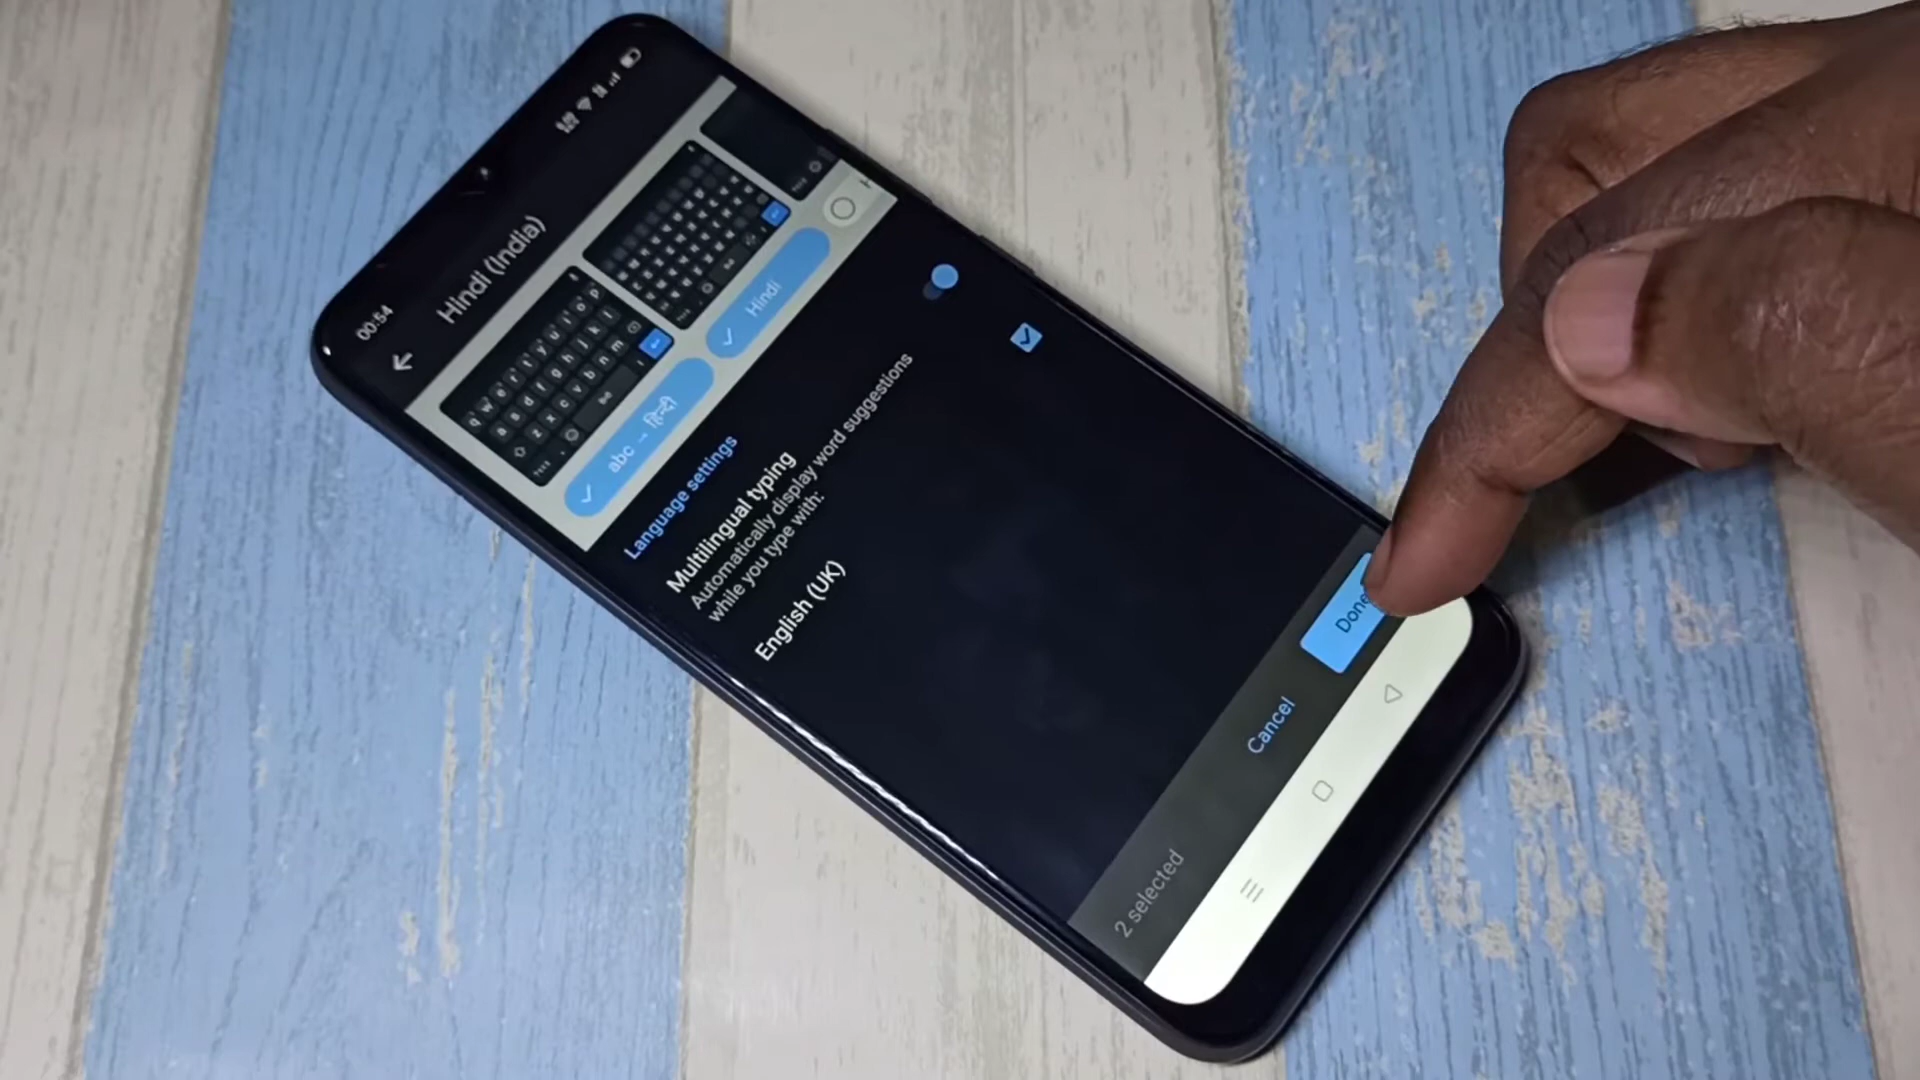 00:54
Hindi (India)
q w e r t y u i o p
a s d f g h j k l
z x c v b n m
abc → हिन्दी
Hindi
Language settings
Multilingual typing
Automatically display word suggestions
while you type with:
English (UK)
2 selected
Cancel
Done